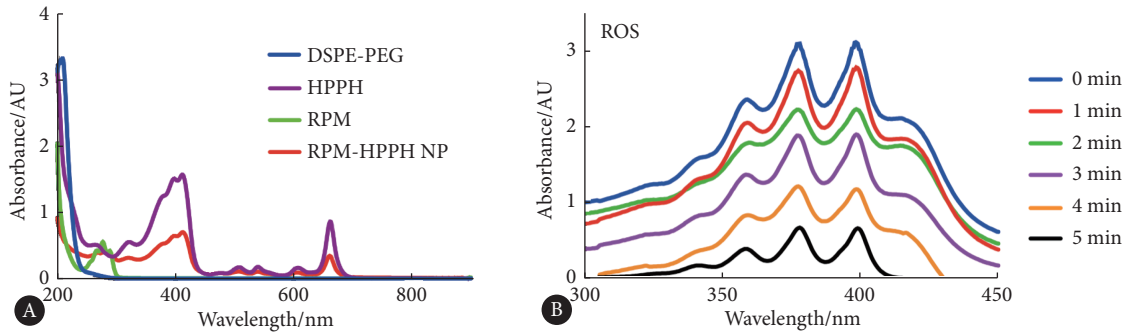 4
3
2
1
0
200
400
600
800
Absorbance/AU
Wavelength/nm
DSPE-PEG
HPPH
RPM
RPM-HPPH NP
A
ROS
3
2
1
0
300
350
400
450
Absorbance/AU
Wavelength/nm
0 min
1 min
2 min
3 min
4 min
5 min
B